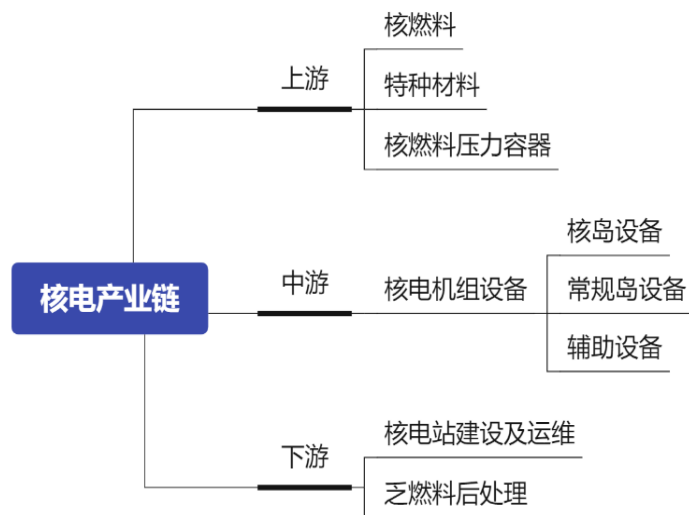 核电产业链
上游
核燃料
特种材料
核燃料压力容器
中游
核电机组设备
核岛设备
常规岛设备
辅助设备
下游
核电站建设及运维
乏燃料后处理